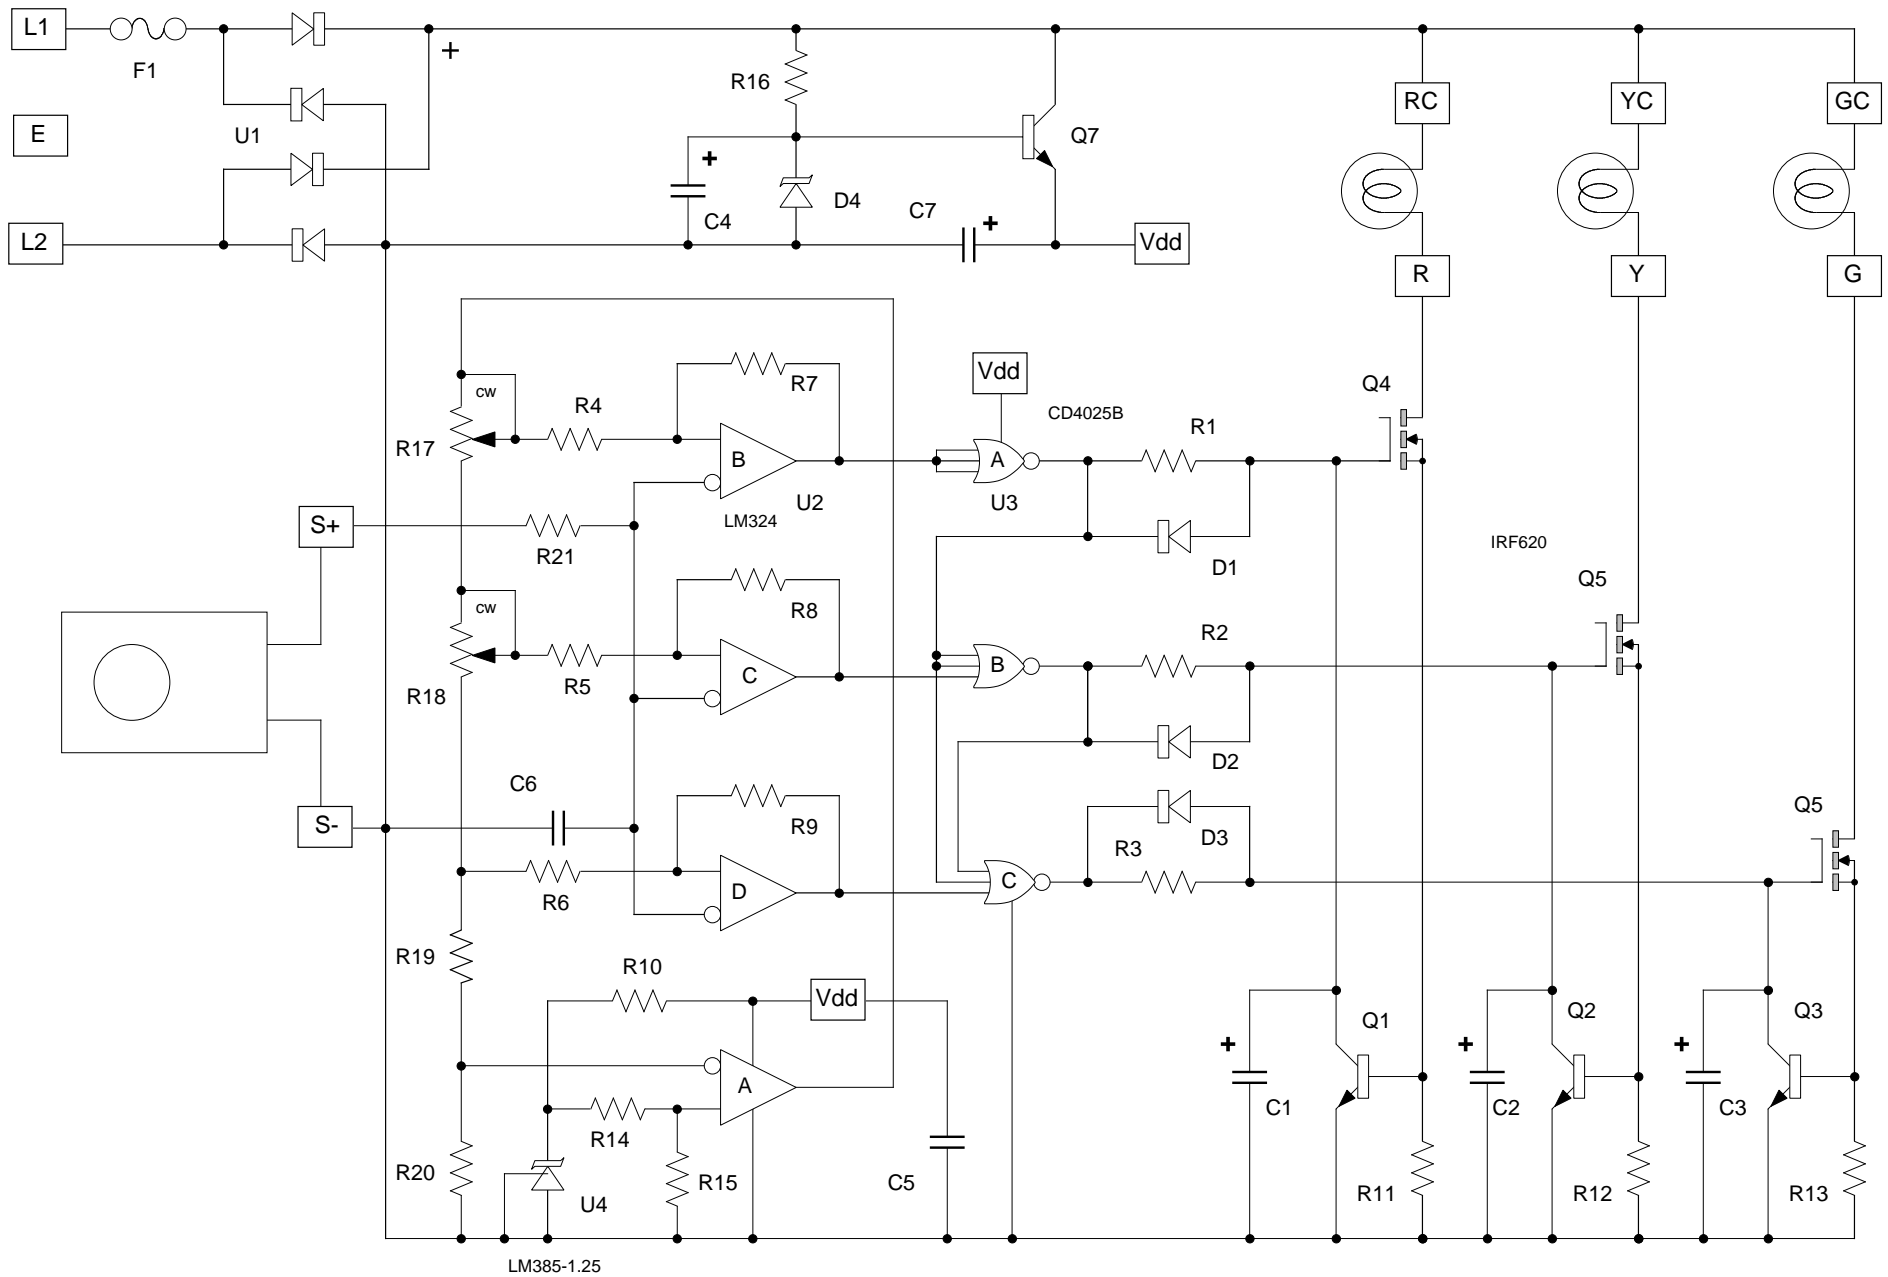 L1
F1
+
R16
RC
YC
GC
E
U1
+
Q7
D4
C4
C7
+
L2
Vdd
R
Y
G
cw
R4
R7
Vdd
Q4
CD4025B
R1
R17
B
A
U2
U3
LM324
S+
R21
D1
IRF620
Q5
cw
R8
R2
R18
R5
C
B
D2
C6
S-
R9
R3
D3
Q5
R6
D
C
R19
R10
Vdd
Q1
Q2
Q3
+
+
+
A
C1
C2
C3
R14
R20
U4
R15
C5
R11
R12
R13
LM385-1.25